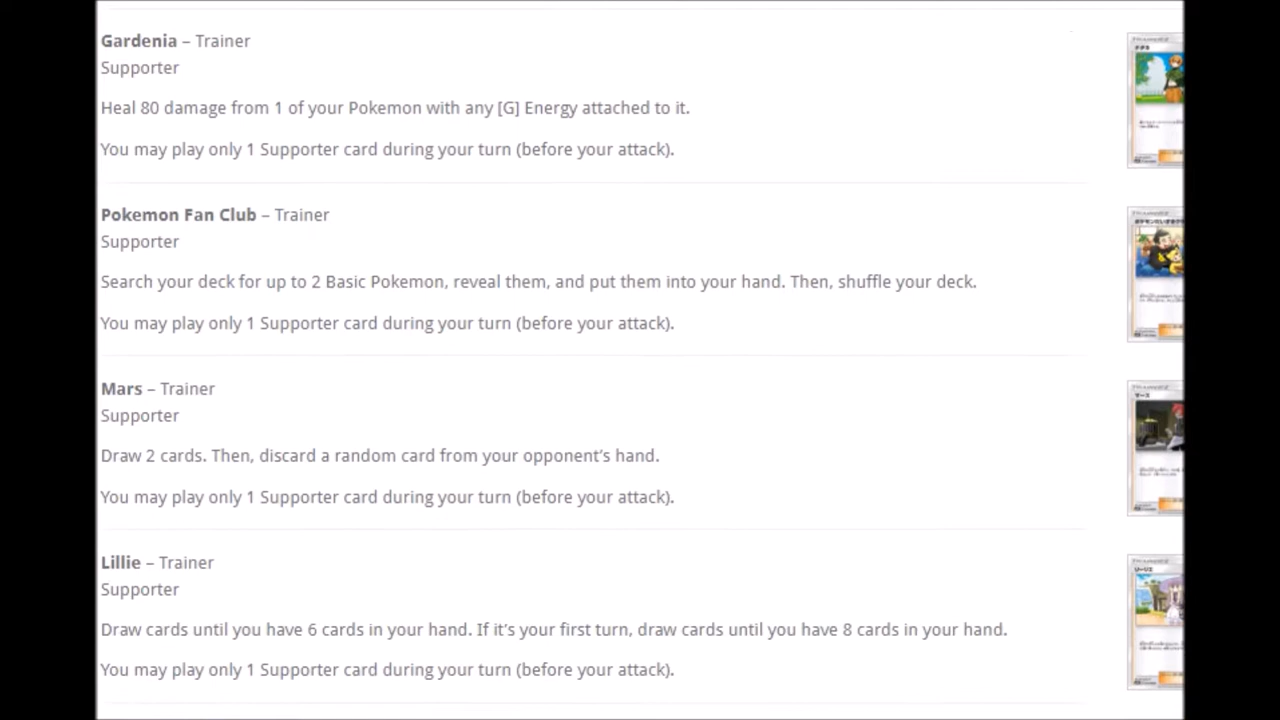 Gardenia – Trainer
Supporter
Heal 80 damage from 1 of your Pokemon with any [G] Energy attached to it.
You may play only 1 Supporter card during your turn (before your attack).
Pokemon Fan Club – Trainer
Supporter
Search your deck for up to 2 Basic Pokemon, reveal them, and put them into your hand. Then, shuffle your deck.
You may play only 1 Supporter card during your turn (before your attack).
Mars – Trainer
Supporter
Draw 2 cards. Then, discard a random card from your opponent’s hand.
You may play only 1 Supporter card during your turn (before your attack).
Lillie – Trainer
Supporter
Draw cards until you have 6 cards in your hand. If it’s your first turn, draw cards until you have 8 cards in your hand.
You may play only 1 Supporter card during your turn (before your attack).